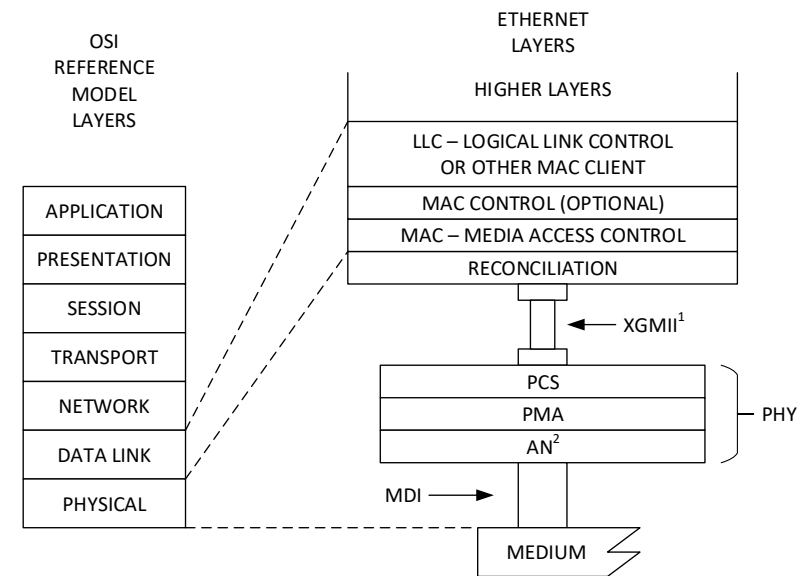 OSI
REFERENCE
MODEL
LAYERS
APPLICATION
PRESENTATION
SESSION
TRANSPORT
NETWORK
DATA LINK
PHYSICAL
ETHERNET
LAYERS
HIGHER LAYERS
LLC – LOGICAL LINK CONTROL
OR OTHER MAC CLIENT
MAC CONTROL (OPTIONAL)
MAC – MEDIA ACCESS CONTROL
RECONCILIATION
XGMII¹
PCS
PMA
AN²
PHY
MDI
MEDIUM